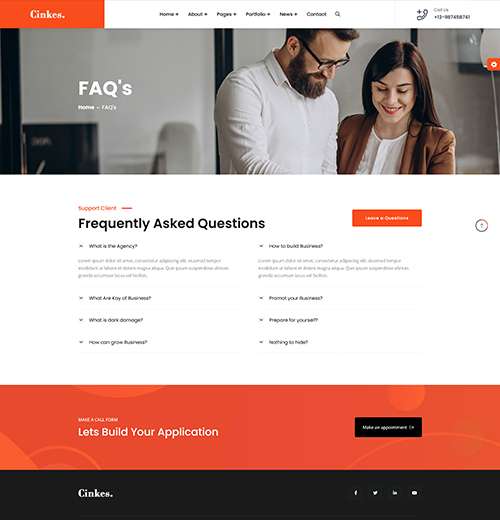 Cinkes.
Home + About + Pages + Portfolio + News + Contact
Call Us
+13-987458741
FAQ's
Home – FAQ's
Support Client
Frequently Asked Questions
Leave a Questions
What is the Agency?
Lorem ipsum dolor sit amet, consectetur adipiscing elit, eiusmod tempor
incididunt ut labore et dolore magna aliqua. Quis ipsum suspendisse ultrices
gravida accumsan lacus vel facilisis.
What Are Kay of Business?
What is dark damage?
How can grow Business?
How to build Business?
Lorem ipsum dolor sit amet, consectetur adipiscing elit, eiusmod tempor
incididunt ut labore et dolore magna aliqua. Quis ipsum suspendisse ultrices
gravida accumsan lacus vel facilisis.
Promot your Business?
Prepare for yourself?
Nothing to hide?
MAKE A CALL FORM
Lets Build Your Application
Make an appointment
Cinkes.